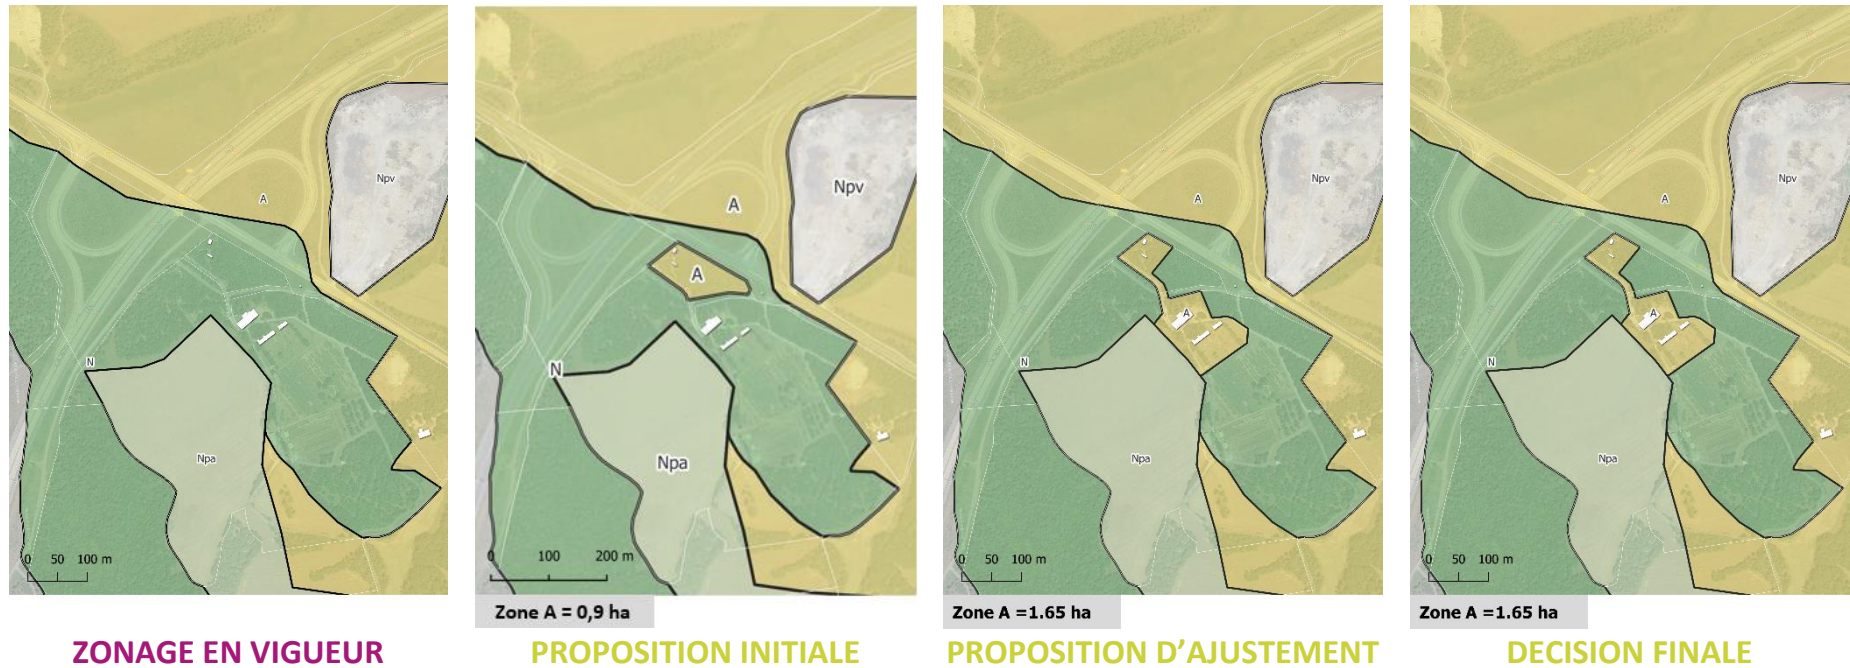 A
Npv
N
Npa
0 50 100 m
ZONAGE EN VIGUEUR
A
Npv
A
N
Npa
0 100 200 m
Zone A = 0,9 ha
PROPOSITION INITIALE
A
Npv
A
N
Npa
0 50 100 m
Zone A =1.65 ha
PROPOSITION D'AJUSTEMENT
A
Npv
A
N
Npa
0 50 100 m
Zone A =1.65 ha
DECISION FINALE